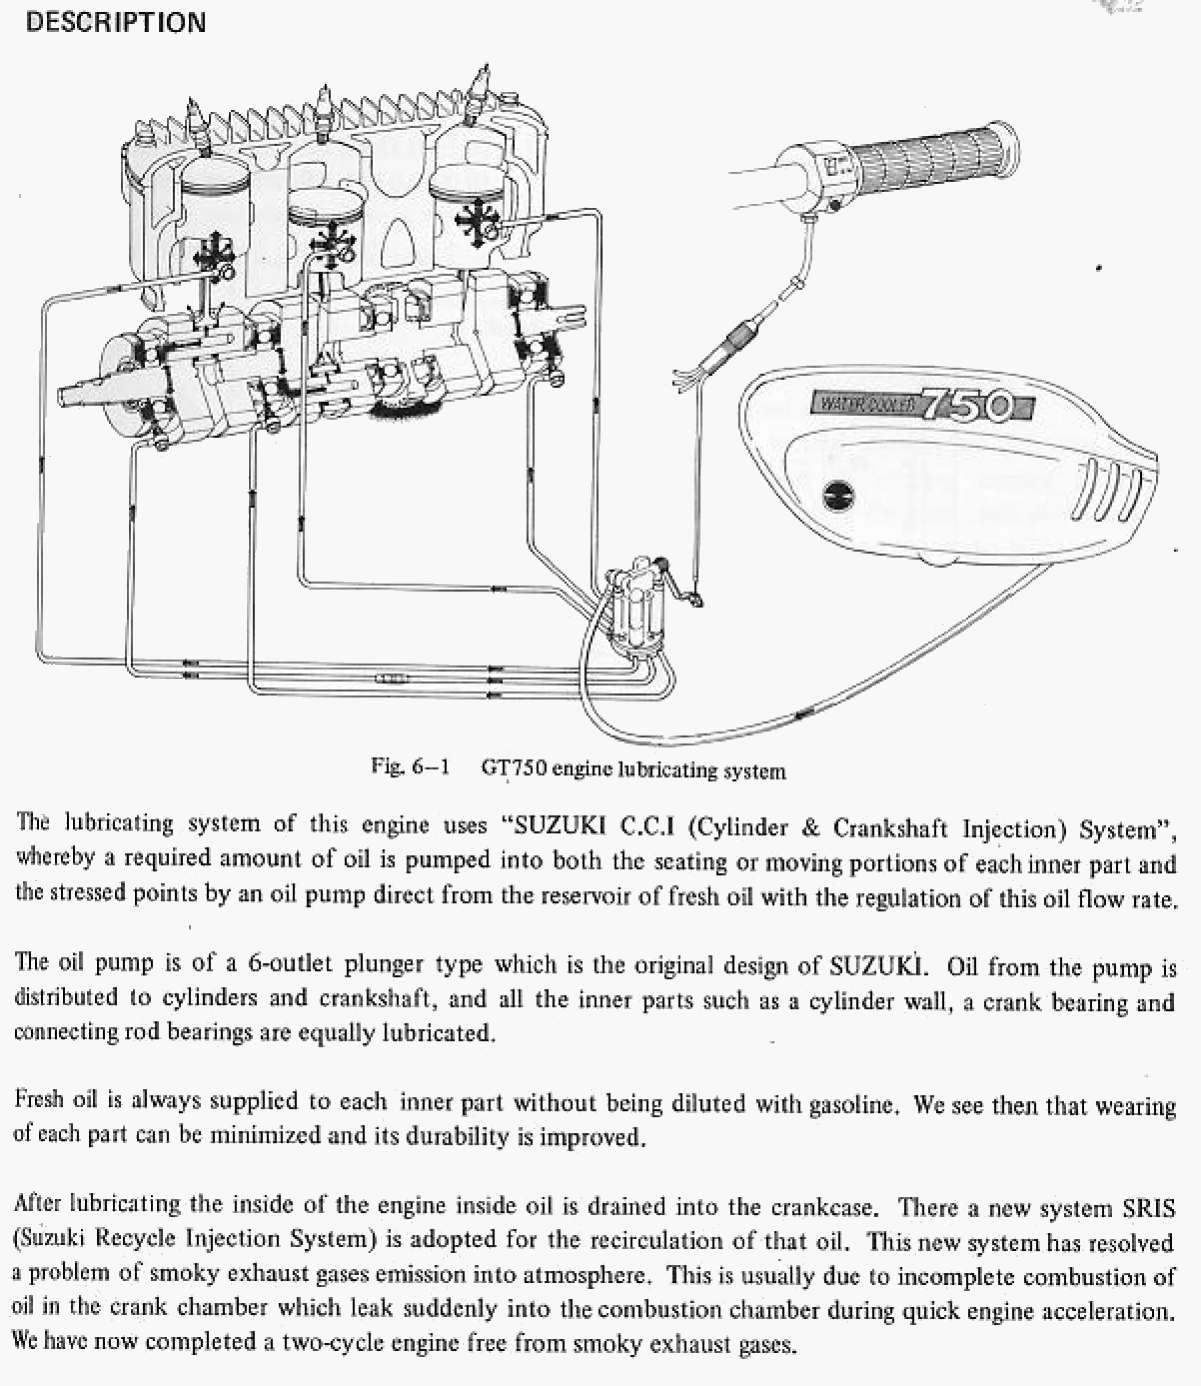 DESCRIPTION
WATER COOLED 750
Fig. 6–1 GT750 engine lubricating system
The lubricating system of this engine uses “SUZUKI C.C.I (Cylinder & Crankshaft Injection) System”,
whereby a required amount of oil is pumped into both the seating or moving portions of each inner part and
the stressed points by an oil pump direct from the reservoir of fresh oil with the regulation of this oil flow rate.
The oil pump is of a 6-outlet plunger type which is the original design of SUZUKI. Oil from the pump is
distributed to cylinders and crankshaft, and all the inner parts such as a cylinder wall, a crank bearing and
connecting rod bearings are equally lubricated.
Fresh oil is always supplied to each inner part without being diluted with gasoline. We see then that wearing
of each part can be minimized and its durability is improved.
After lubricating the inside of the engine inside oil is drained into the crankcase. There a new system SRIS
(Suzuki Recycle Injection System) is adopted for the recirculation of that oil. This new system has resolved
a problem of smoky exhaust gases emission into atmosphere. This is usually due to incomplete combustion of
oil in the crank chamber which leak suddenly into the combustion chamber during quick engine acceleration.
We have now completed a two-cycle engine free from smoky exhaust gases.